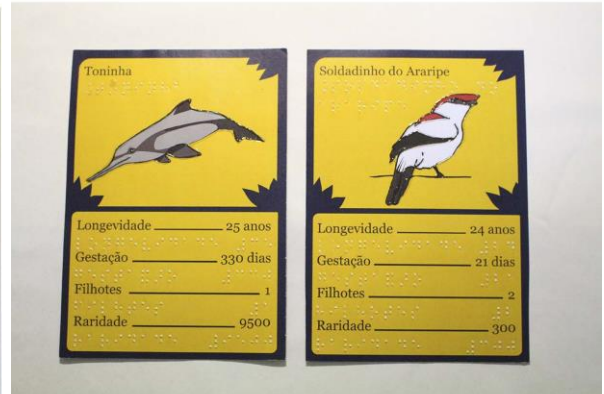 Toninha
Longevidade 25 anos
Gestação 330 dias
Filhotes 1
Raridade 9500
Soldadinho do Araripe
Longevidade 24 anos
Gestação 21 dias
Filhotes 2
Raridade 300